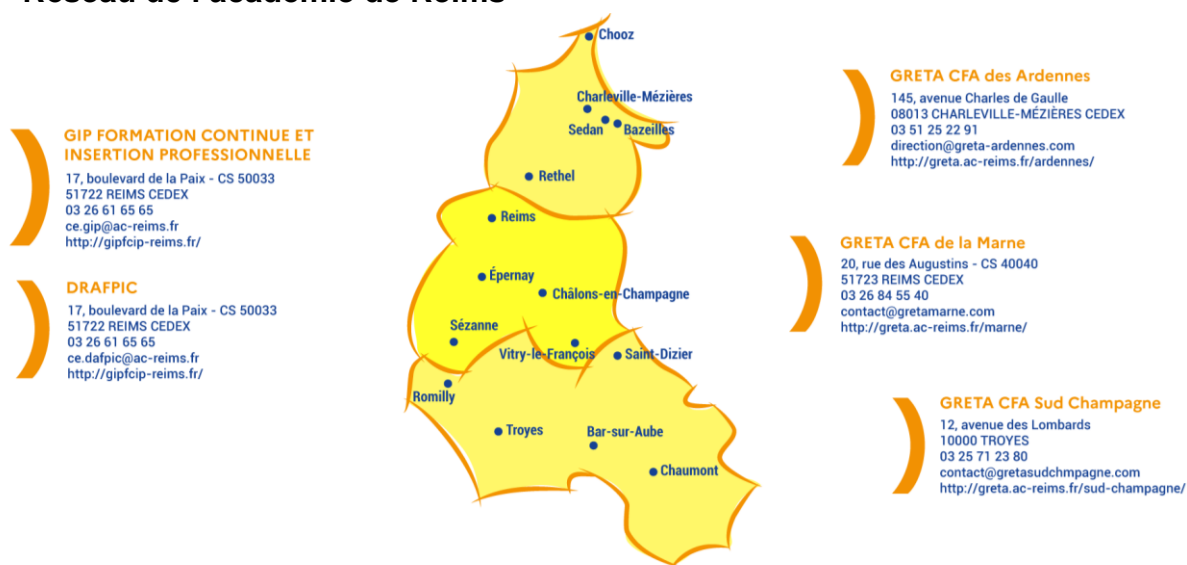 Réseau de l'académie de Reims
GIP FORMATION CONTINUE ET
INSERTION PROFESSIONNELLE
17, boulevard de la Paix - CS 50033
51722 REIMS CEDEX
03 26 61 65 65
ce.gip@ac-reims.fr
http://gipfcip-reims.fr/
DRAFPIC
17, boulevard de la Paix - CS 50033
51722 REIMS CEDEX
03 26 61 65 65
ce.dafpic@ac-reims.fr
http://gipfcip-reims.fr/
Chooz
Charleville-Mézières
Sedan
Bazeilles
Rethel
Reims
Épernay
Châlons-en-Champagne
Sézanne
Vitry-le-François
Saint-Dizier
Romilly
Troyes
Bar-sur-Aube
Chaumont
GRETA CFA des Ardennes
145, avenue Charles de Gaulle
08013 CHARLEVILLE-MÉZIÈRES CEDEX
03 51 25 22 91
direction@greta-ardennes.com
http://greta.ac-reims.fr/ardennes/
GRETA CFA de la Marne
20, rue des Augustins - CS 40040
51723 REIMS CEDEX
03 26 84 55 40
contact@gretamarne.com
http://greta.ac-reims.fr/marne/
GRETA CFA Sud Champagne
12, avenue des Lombards
10000 TROYES
03 25 71 23 80
contact@gretasudchmpagne.com
http://greta.ac-reims.fr/sud-champagne/